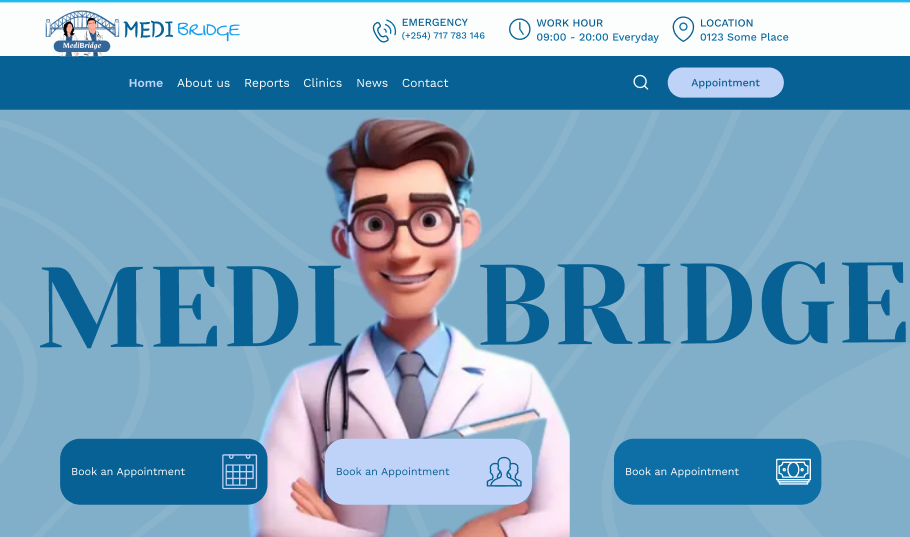 MediBridge
MEDI BRIDGE
EMERGENCY
(+254) 717 783 146
WORK HOUR
09:00 - 20:00 Everyday
LOCATION
0123 Some Place
Home About us Reports Clinics News Contact
Appointment
MEDI BRIDGE
Book an Appointment
Book an Appointment
Book an Appointment